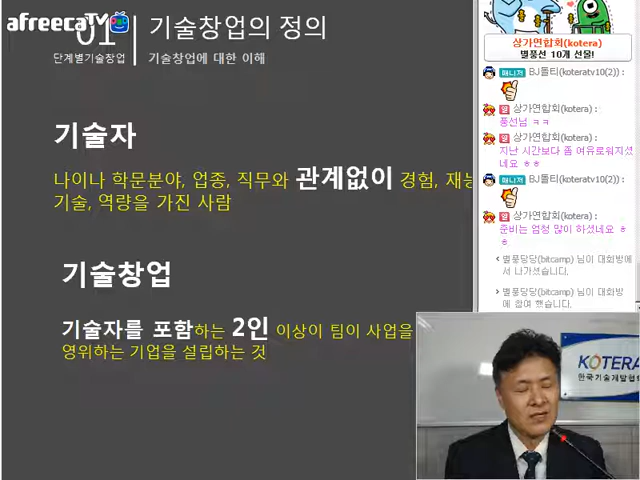 afreecaTV
01
기술창업의 정의
단계별기술창업
기술창업에 대한 이해
기술자
나이나 학문분야, 업종, 직무와 관계없이 경험, 재능
기술, 역량을 가진 사람
기술창업
기술자를 포함하는 2인 이상이 팀이 사업을
영위하는 기업을 설립하는 것
상가연합회(kotera)
별풍선 10개 선물!
매니저 BJ돌티(koteratv10(2)) :
열 상가연합회(kotera) :
풍선님 ㅋㅋ
상가연합회(kotera) :
지난 시간보다 좀 여유로워지셨
네요 ㅎㅎ
매니저 BJ돌티(koteratv10(2)) :
상가연합회(kotera) :
준비는 엄청 많이 하셨네요 ㅎ
ㅎ
별풍당당(bitcamp) 님이 대화방에
서 나가셨습니다.
별풍당당(bitcamp) 님이 대화방
에 참여 했습니다.
KOTERA
한국기술개발협회